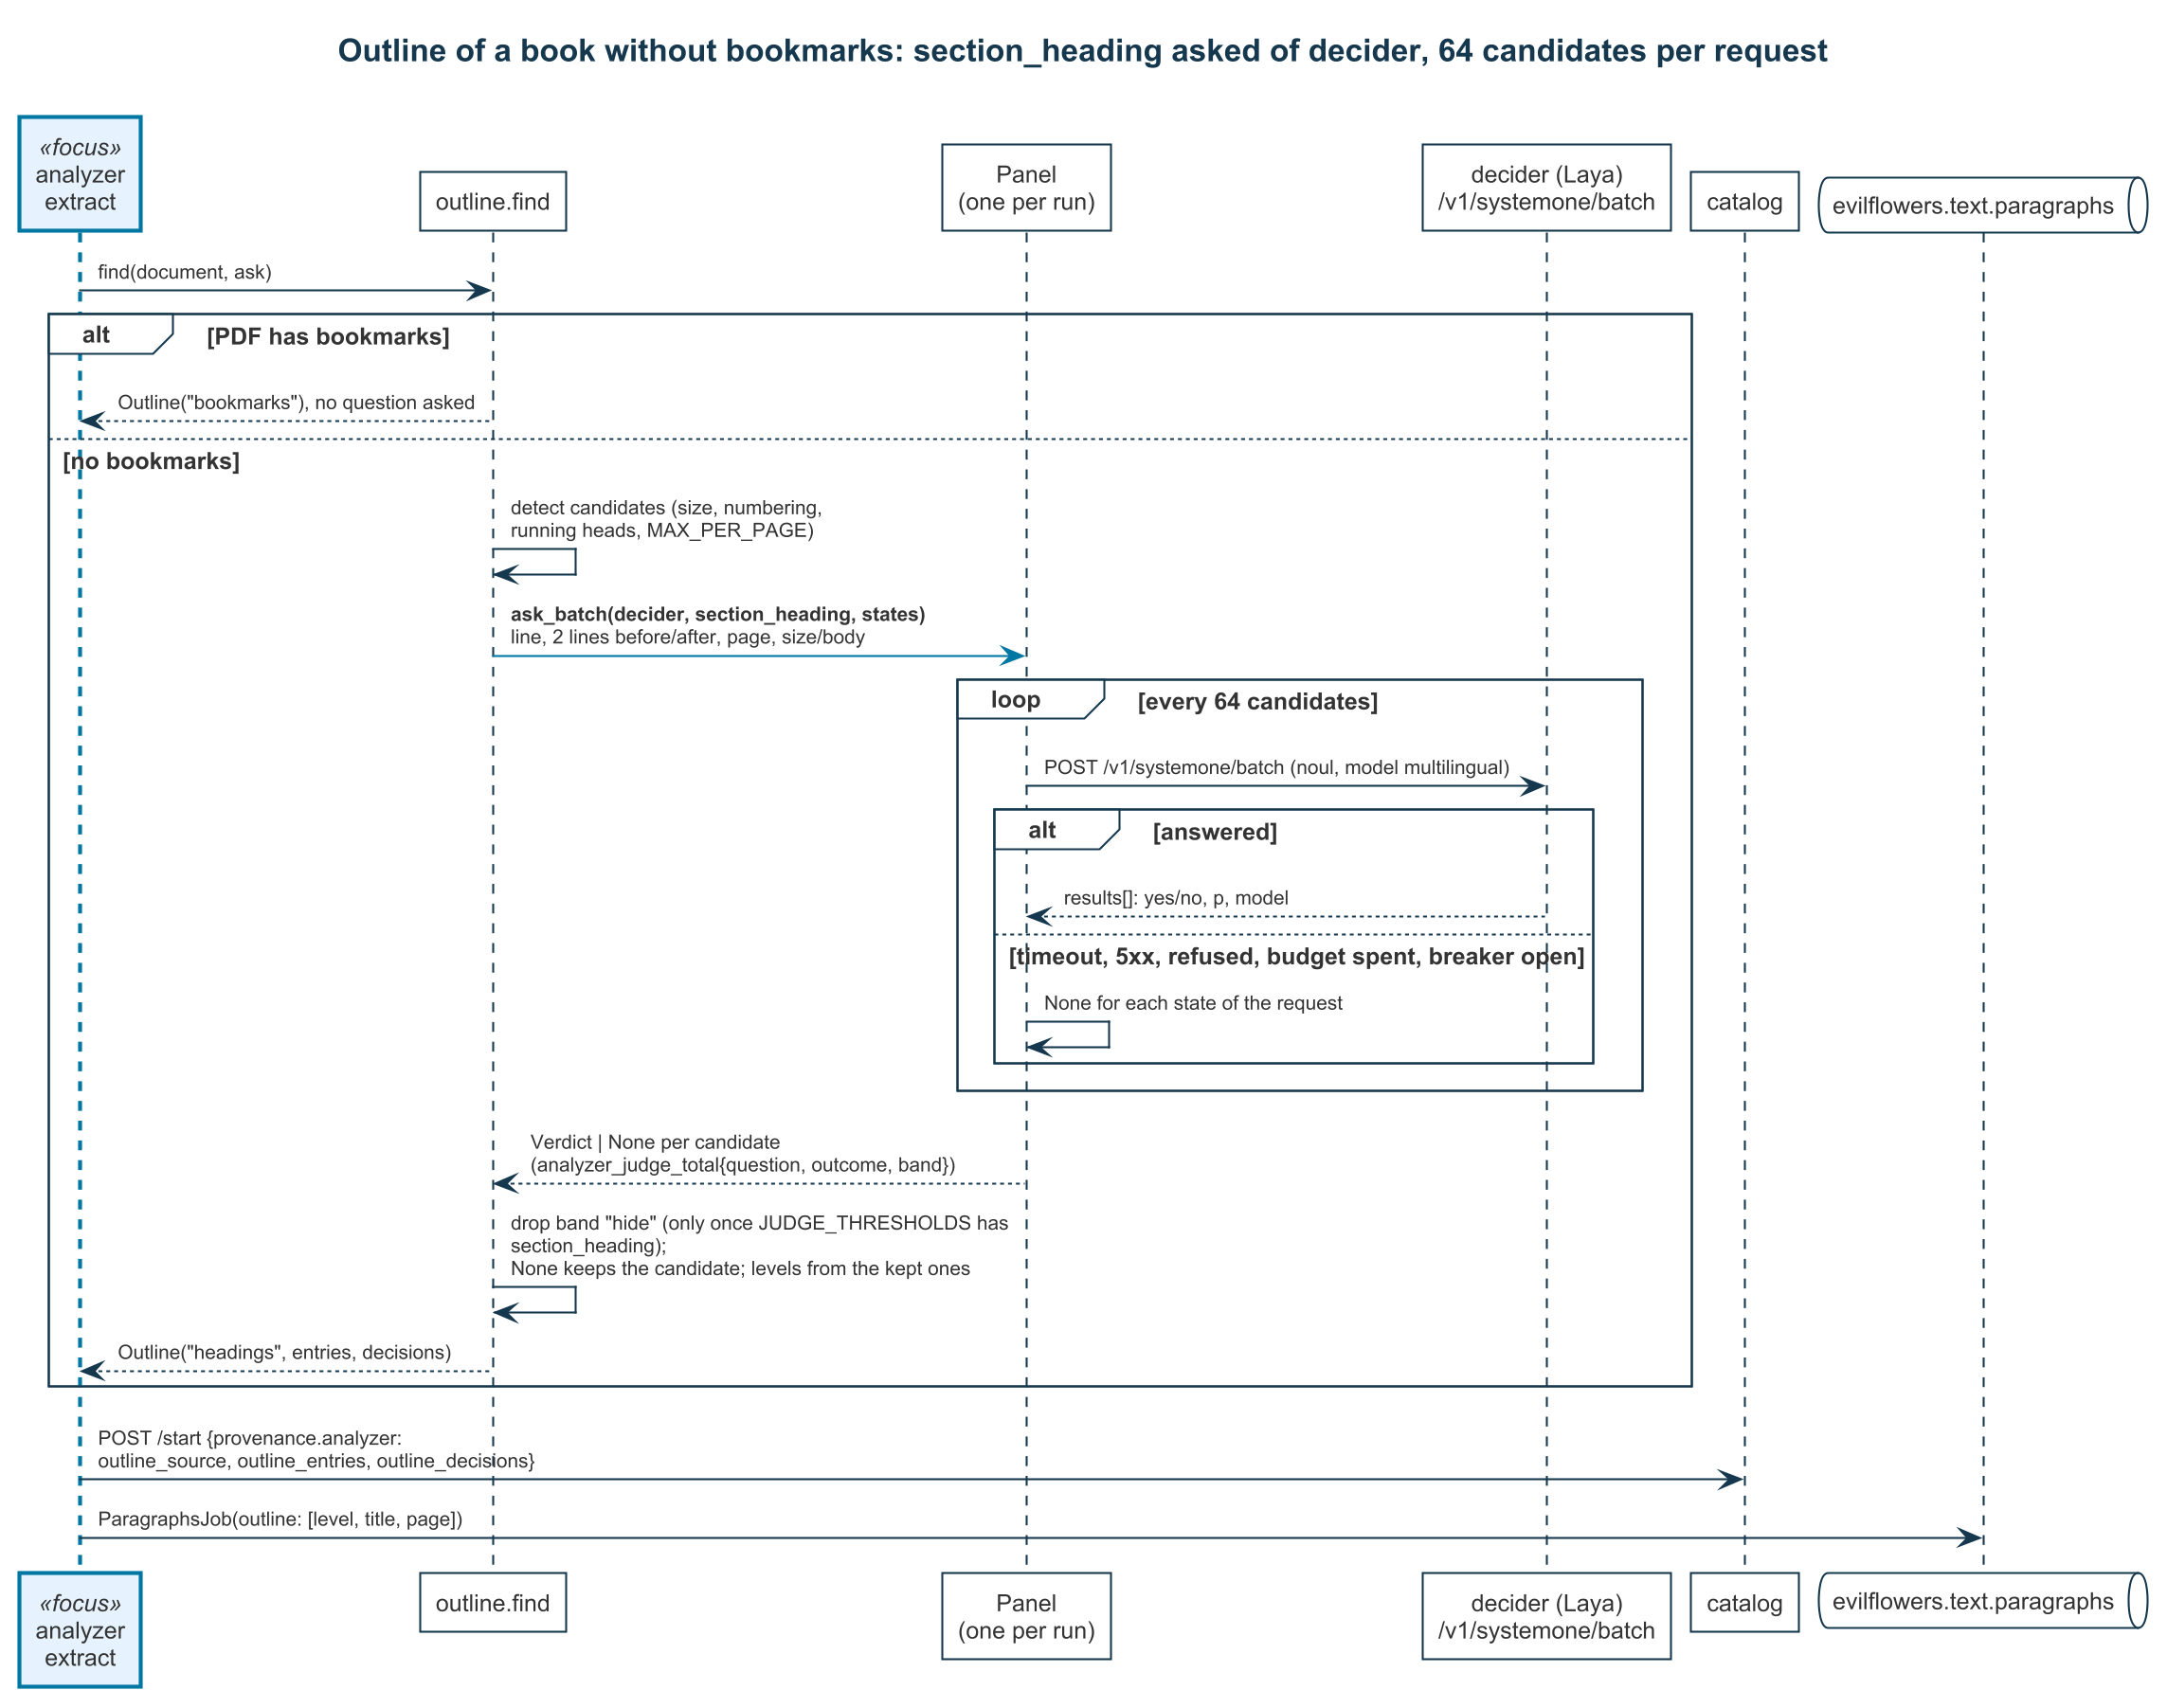 Outline of a book without bookmarks: section_heading asked of decider, 64 candidates per request
«focus»
analyzer
extract
outline.find
Panel
(one per run)
decider (Laya)
/v1/systemone/batch
catalog
evilflowers.text.paragraphs
find(document, ask)
alt
[PDF has bookmarks]
Outline("bookmarks"), no question asked
[no bookmarks]
detect candidates (size, numbering,
running heads, MAX_PER_PAGE)
ask_batch(decider, section_heading, states)
line, 2 lines before/after, page, size/body
loop
[every 64 candidates]
POST /v1/systemone/batch (noul, model multilingual)
alt
[answered]
results[]: yes/no, p, model
[timeout, 5xx, refused, budget spent, breaker open]
None for each state of the request
Verdict | None per candidate
(analyzer_judge_total{question, outcome, band})
drop band "hide" (only once JUDGE_THRESHOLDS has
section_heading);
None keeps the candidate; levels from the kept ones
Outline("headings", entries, decisions)
POST /start {provenance.analyzer:
outline_source, outline_entries, outline_decisions}
ParagraphsJob(outline: [level, title, page])
«focus»
analyzer
extract
outline.find
Panel
(one per run)
decider (Laya)
/v1/systemone/batch
catalog
evilflowers.text.paragraphs